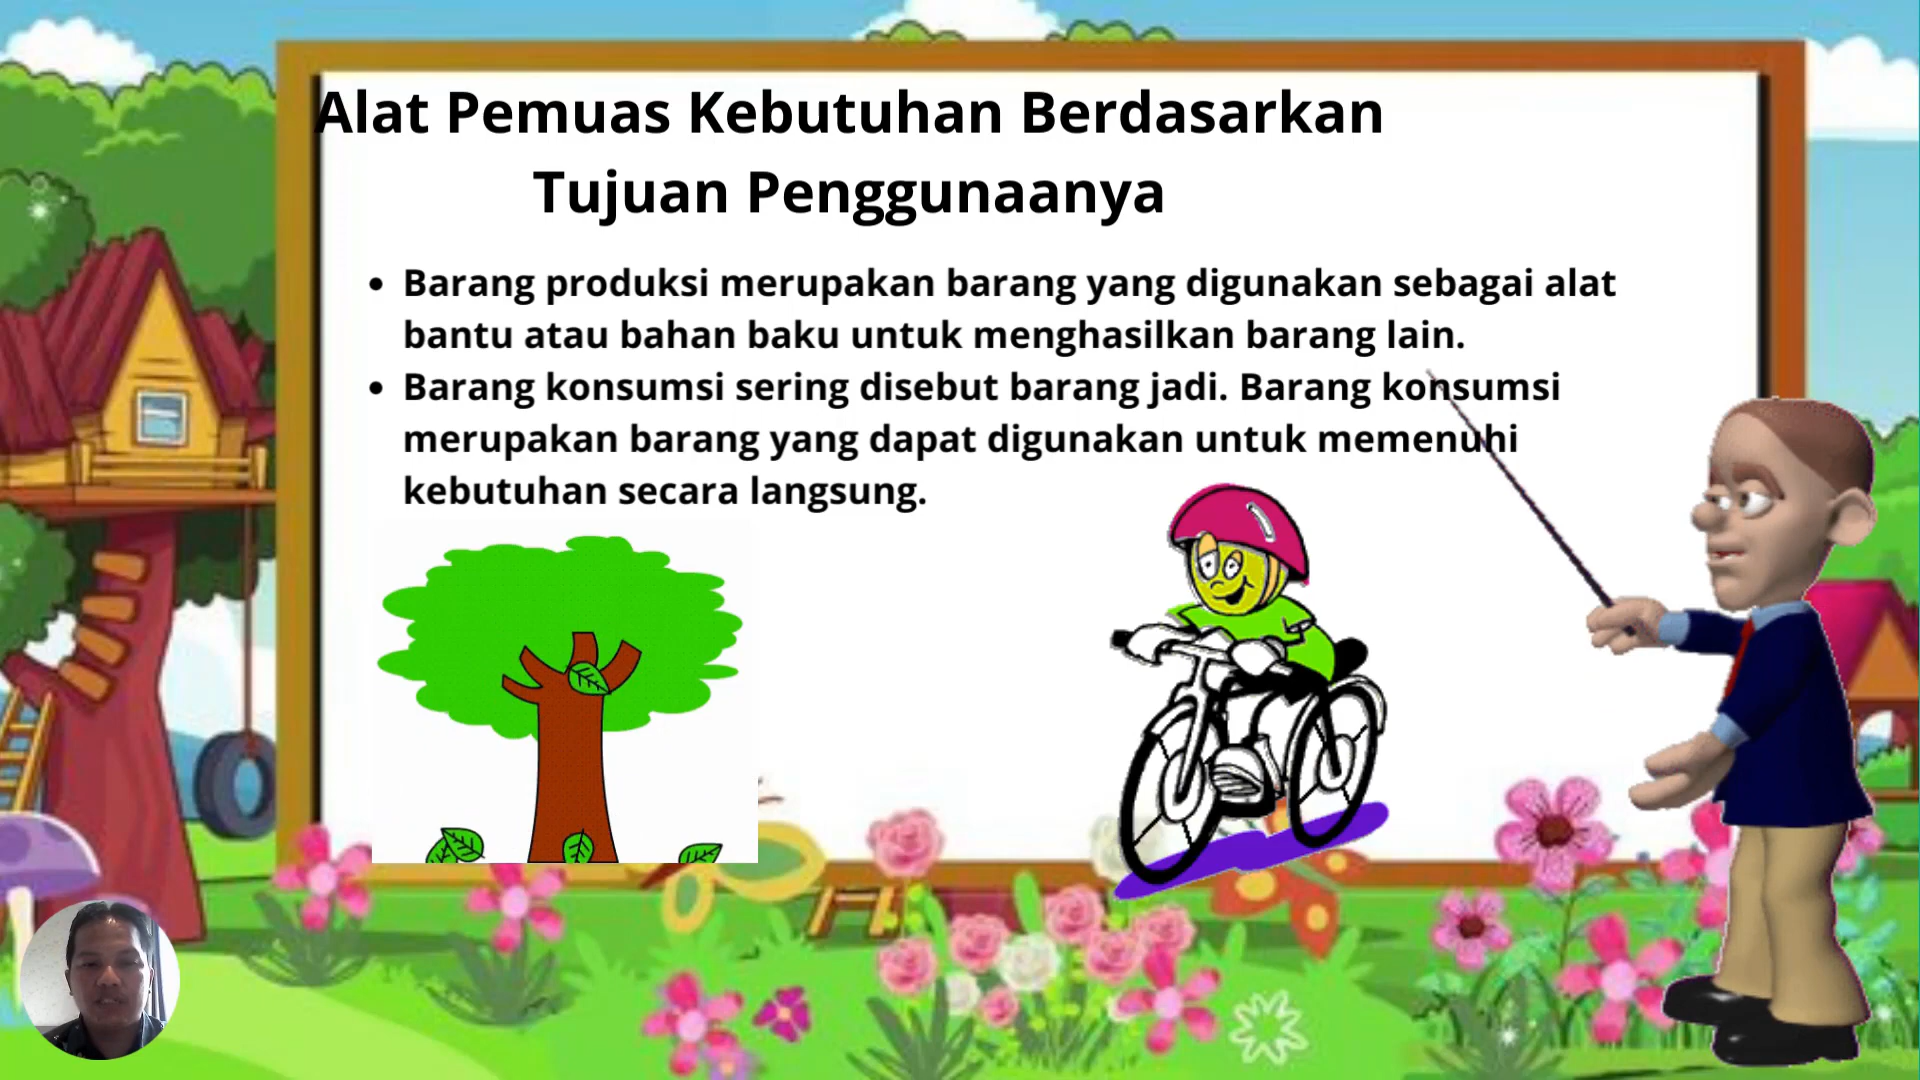 Alat Pemuas Kebutuhan Berdasarkan
Tujuan Penggunaanya
• Barang produksi merupakan barang yang digunakan sebagai alat
bantu atau bahan baku untuk menghasilkan barang lain.
• Barang konsumsi sering disebut barang jadi. Barang konsumsi
merupakan barang yang dapat digunakan untuk memenuhi
kebutuhan secara langsung.